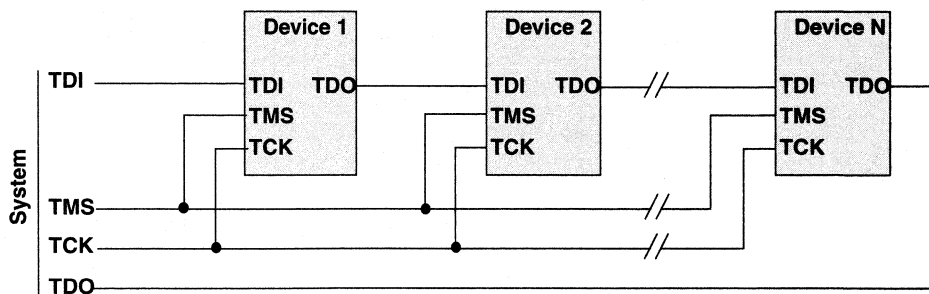 Device 1
Device 2
Device N
TDI
TDI TDO
TDI TDO
TDI TDO
TMS
TMS
TMS
TCK
TCK
TCK
System
TMS
TCK
TDO